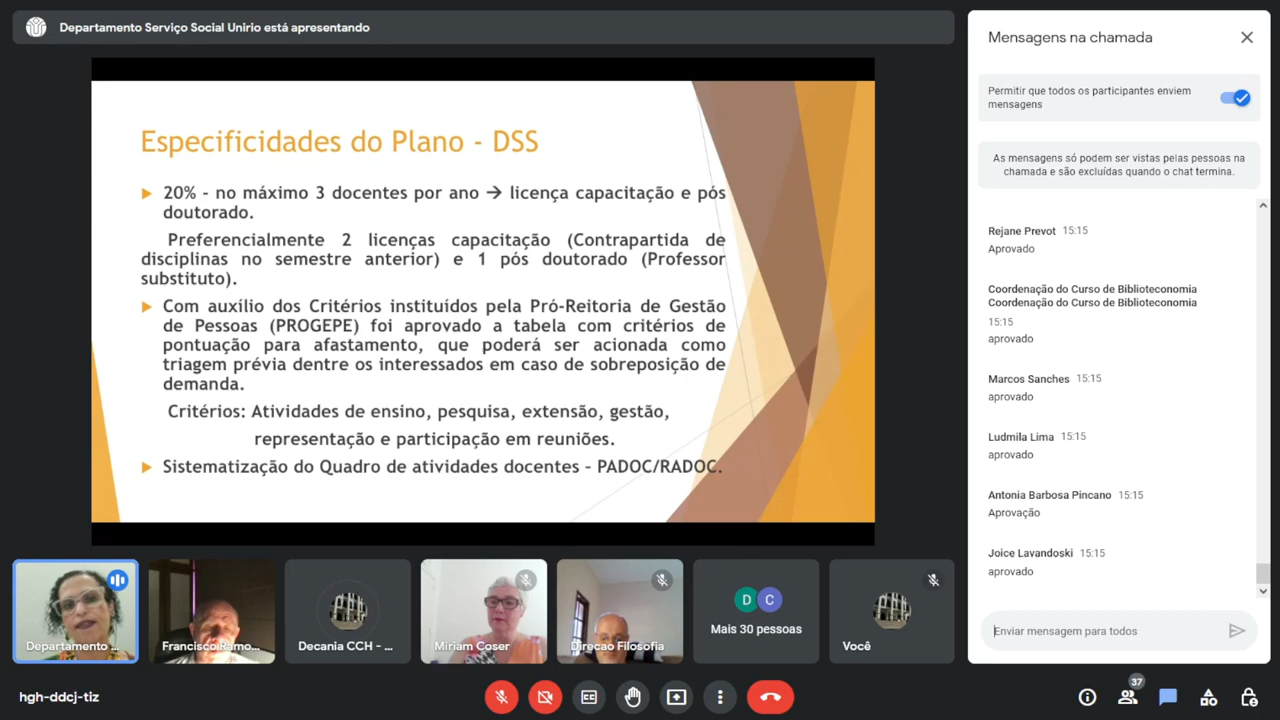 Departamento Serviço Social Unirio está apresentando
Especificidades do Plano - DSS
20% - no máximo 3 docentes por ano → licença capacitação e pós
doutorado.
Preferencialmente 2 licenças capacitação (Contrapartida de
disciplinas no semestre anterior) e 1 pós doutorado (Professor
substituto).
Com auxílio dos Critérios instituídos pela Pró-Reitoria de Gestão
de Pessoas (PROGEPE) foi aprovado a tabela com critérios de
pontuação para afastamento, que poderá ser acionada como
triagem prévia dentre os interessados em caso de sobreposição de
demanda.
Critérios: Atividades de ensino, pesquisa, extensão, gestão,
representação e participação em reuniões.
Sistematização do Quadro de atividades docentes – PADOC/RADOC.
Departamento ...
Francisco Ramo...
Decania CCH - ...
Miriam Coser
Direcao Filosofia
D C
Mais 30 pessoas
Você
hgh-ddcj-tiz
37
Mensagens na chamada
Permitir que todos os participantes enviem
mensagens
As mensagens só podem ser vistas pelas pessoas na
chamada e são excluídas quando o chat termina.
Rejane Prevot 15:15
Aprovado
Coordenação do Curso de Biblioteconomia
Coordenação do Curso de Biblioteconomia
15:15
aprovado
Marcos Sanches 15:15
aprovado
Ludmila Lima 15:15
aprovado
Antonia Barbosa Pincano 15:15
Aprovação
Joice Lavandoski 15:15
aprovado
Enviar mensagem para todos